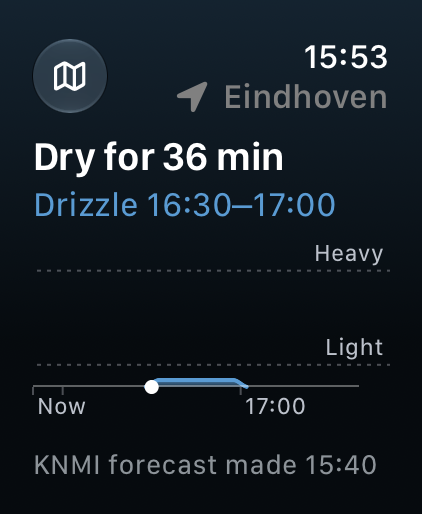 15:53
Eindhoven
Dry for 36 min
Drizzle 16:30–17:00
Heavy
Light
Now 17:00
KNMI forecast made 15:40